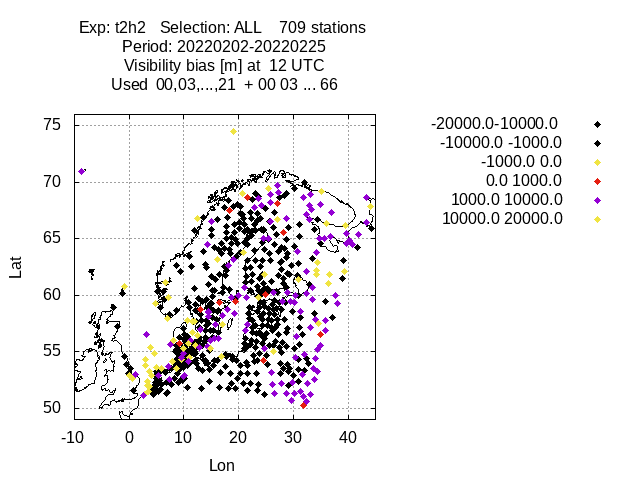 Exp: t2h2 Selection: ALL 709 stations
Period: 20220202-20220225
Visibility bias [m] at 12 UTC
Used 00,03,...,21 + 00 03 ... 66
-20000.0-10000.0
-10000.0 -1000.0
-1000.0 0.0
0.0 1000.0
1000.0 10000.0
10000.0 20000.0
75
70
65
60
55
50
Lat
-10 0 10 20 30 40
Lon